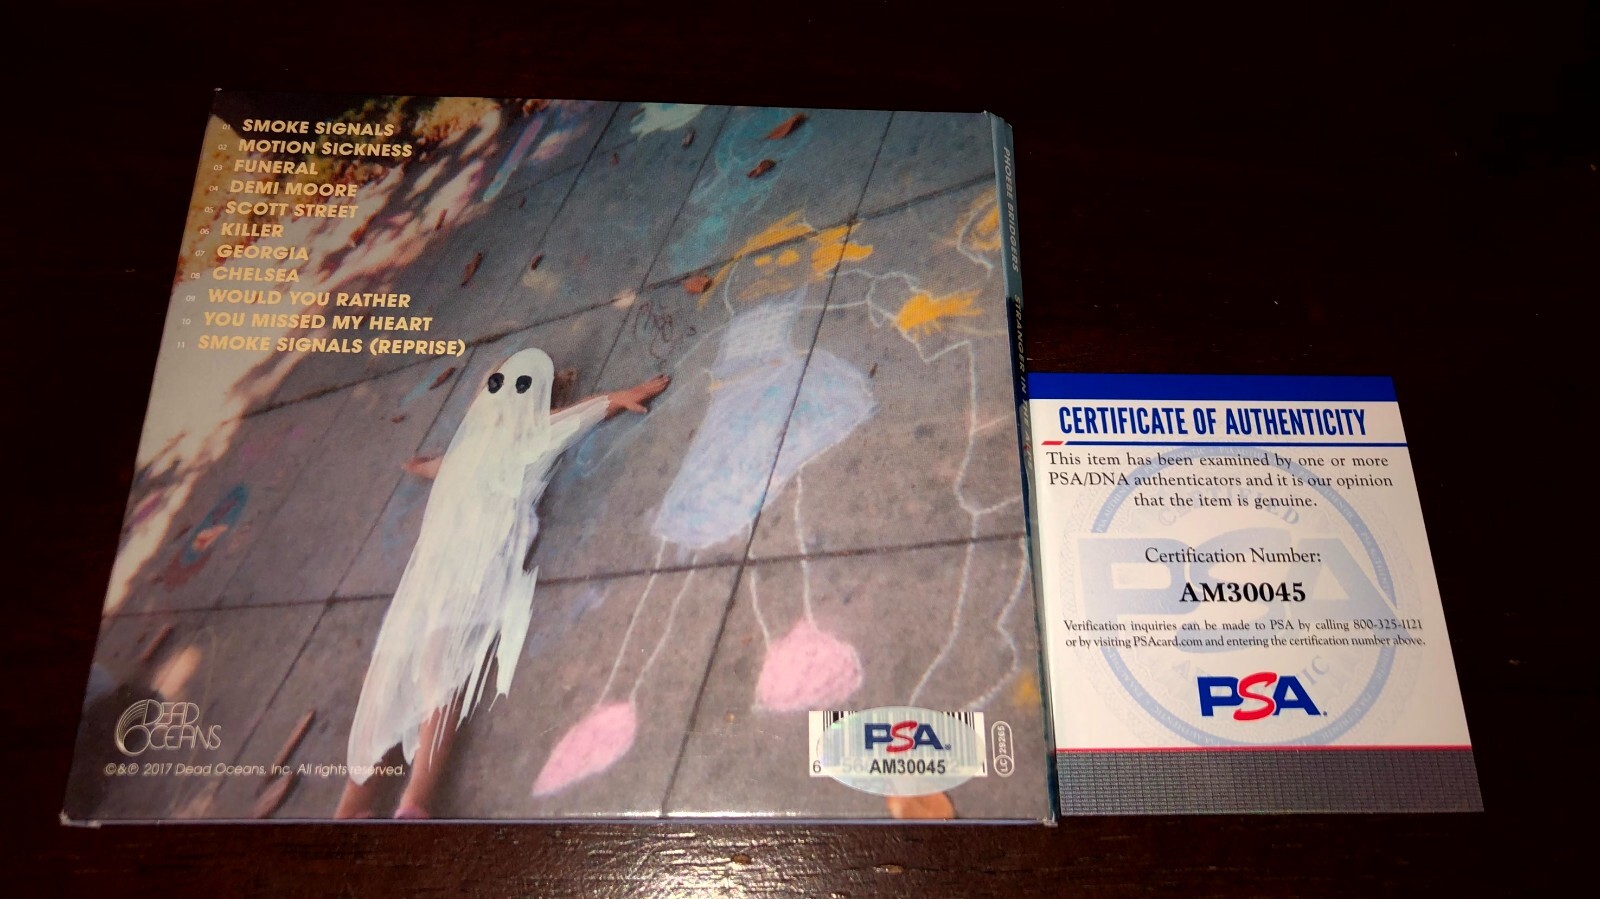 01 SMOKE SIGNALS
02 MOTION SICKNESS
03 FUNERAL
04 DEMI MOORE
05 SCOTT STREET
06 KILLER
07 GEORGIA
08 CHELSEA
09 WOULD YOU RATHER
10 YOU MISSED MY HEART
11 SMOKE SIGNALS (REPRISE)
DEAD
OCEANS
©&℗ 2017 Dead Oceans, Inc. All rights reserved.
PSA.
AM30045
LC 29265
PHOEBE BRIDGERS STRANGER IN THE
CERTIFICATE OF AUTHENTICITY
This item has been examined by one or more
PSA/DNA authenticators and it is our opinion
that the item is genuine.
Certification Number:
AM30045
Verification inquiries can be made to PSA by calling 800-325-1121
or by visiting PSAcard.com and entering the certification number above.
PSA.